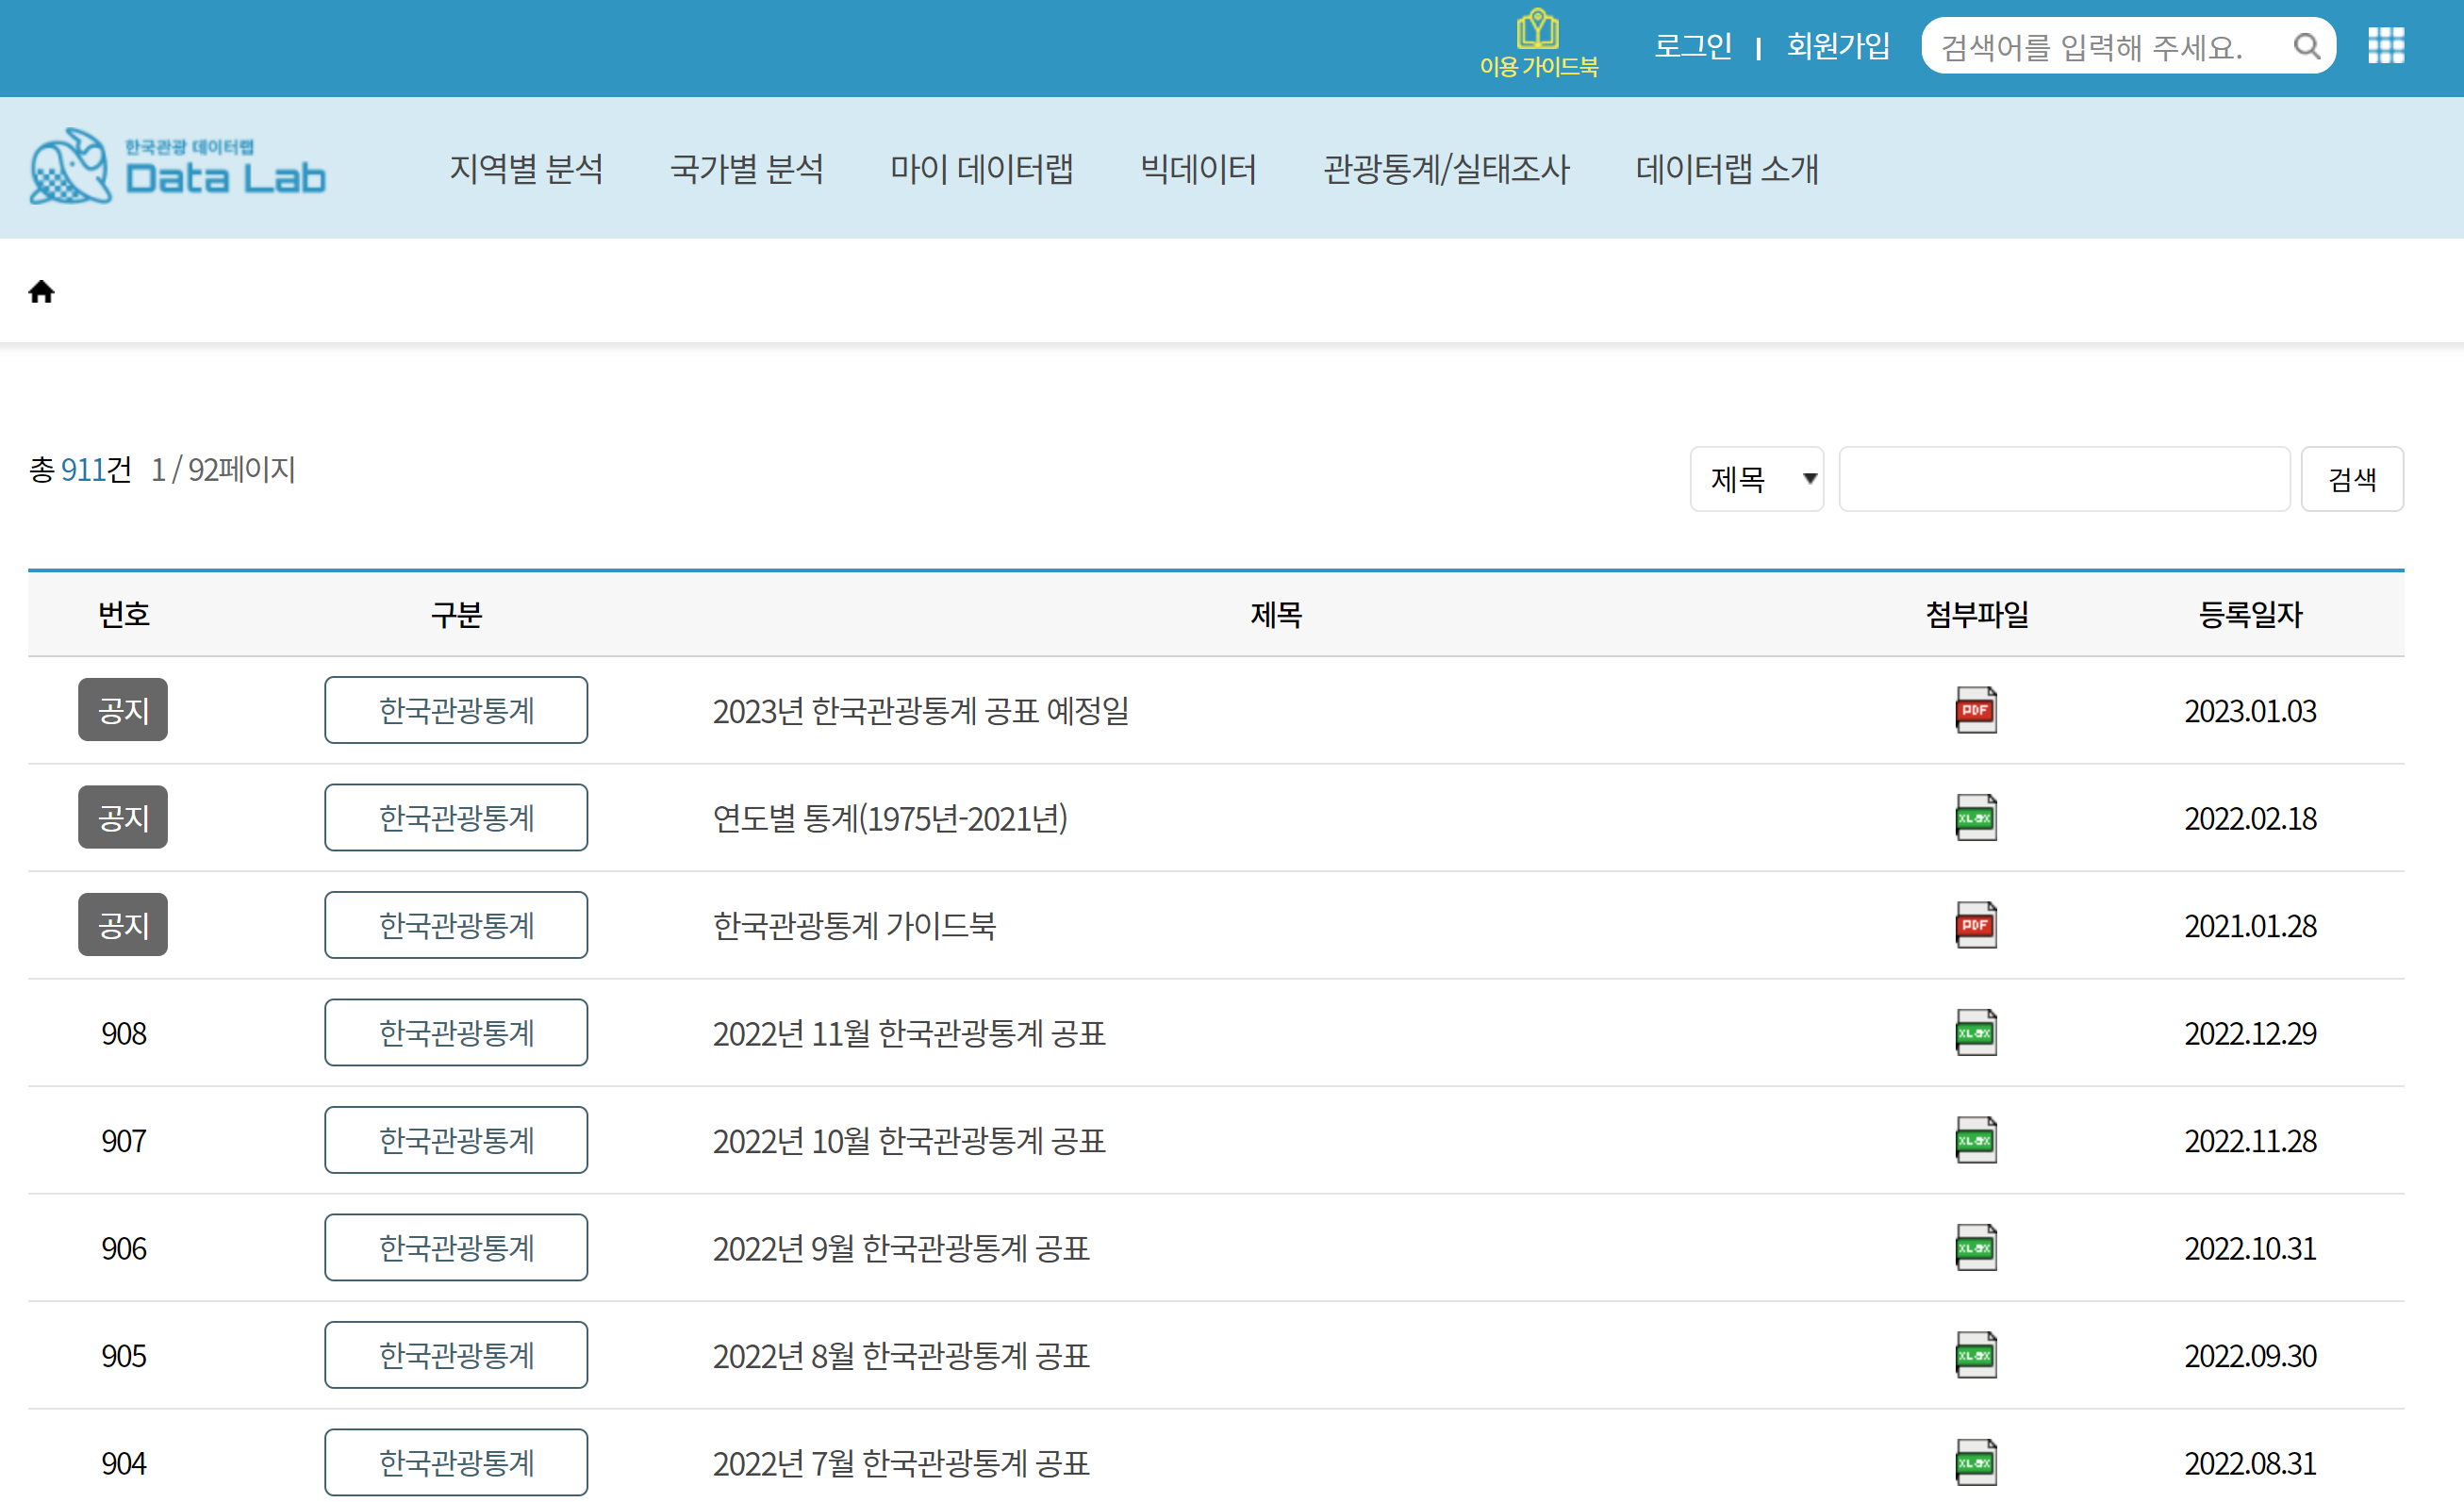 이용 가이드북
로그인 | 회원가입
검색어를 입력해 주세요.
한국관광 데이터랩
Data Lab
지역별 분석 국가별 분석 마이 데이터랩 빅데이터 관광통계/실태조사 데이터랩 소개
총 911건 1 / 92페이지
제목 검색
번호 구분 제목 첨부파일 등록일자
공지 한국관광통계 2023년 한국관광통계 공표 예정일 PDF 2023.01.03
공지 한국관광통계 연도별 통계(1975년-2021년) XLSX 2022.02.18
공지 한국관광통계 한국관광통계 가이드북 PDF 2021.01.28
908 한국관광통계 2022년 11월 한국관광통계 공표 XLSX 2022.12.29
907 한국관광통계 2022년 10월 한국관광통계 공표 XLSX 2022.11.28
906 한국관광통계 2022년 9월 한국관광통계 공표 XLSX 2022.10.31
905 한국관광통계 2022년 8월 한국관광통계 공표 XLSX 2022.09.30
904 한국관광통계 2022년 7월 한국관광통계 공표 XLSX 2022.08.31